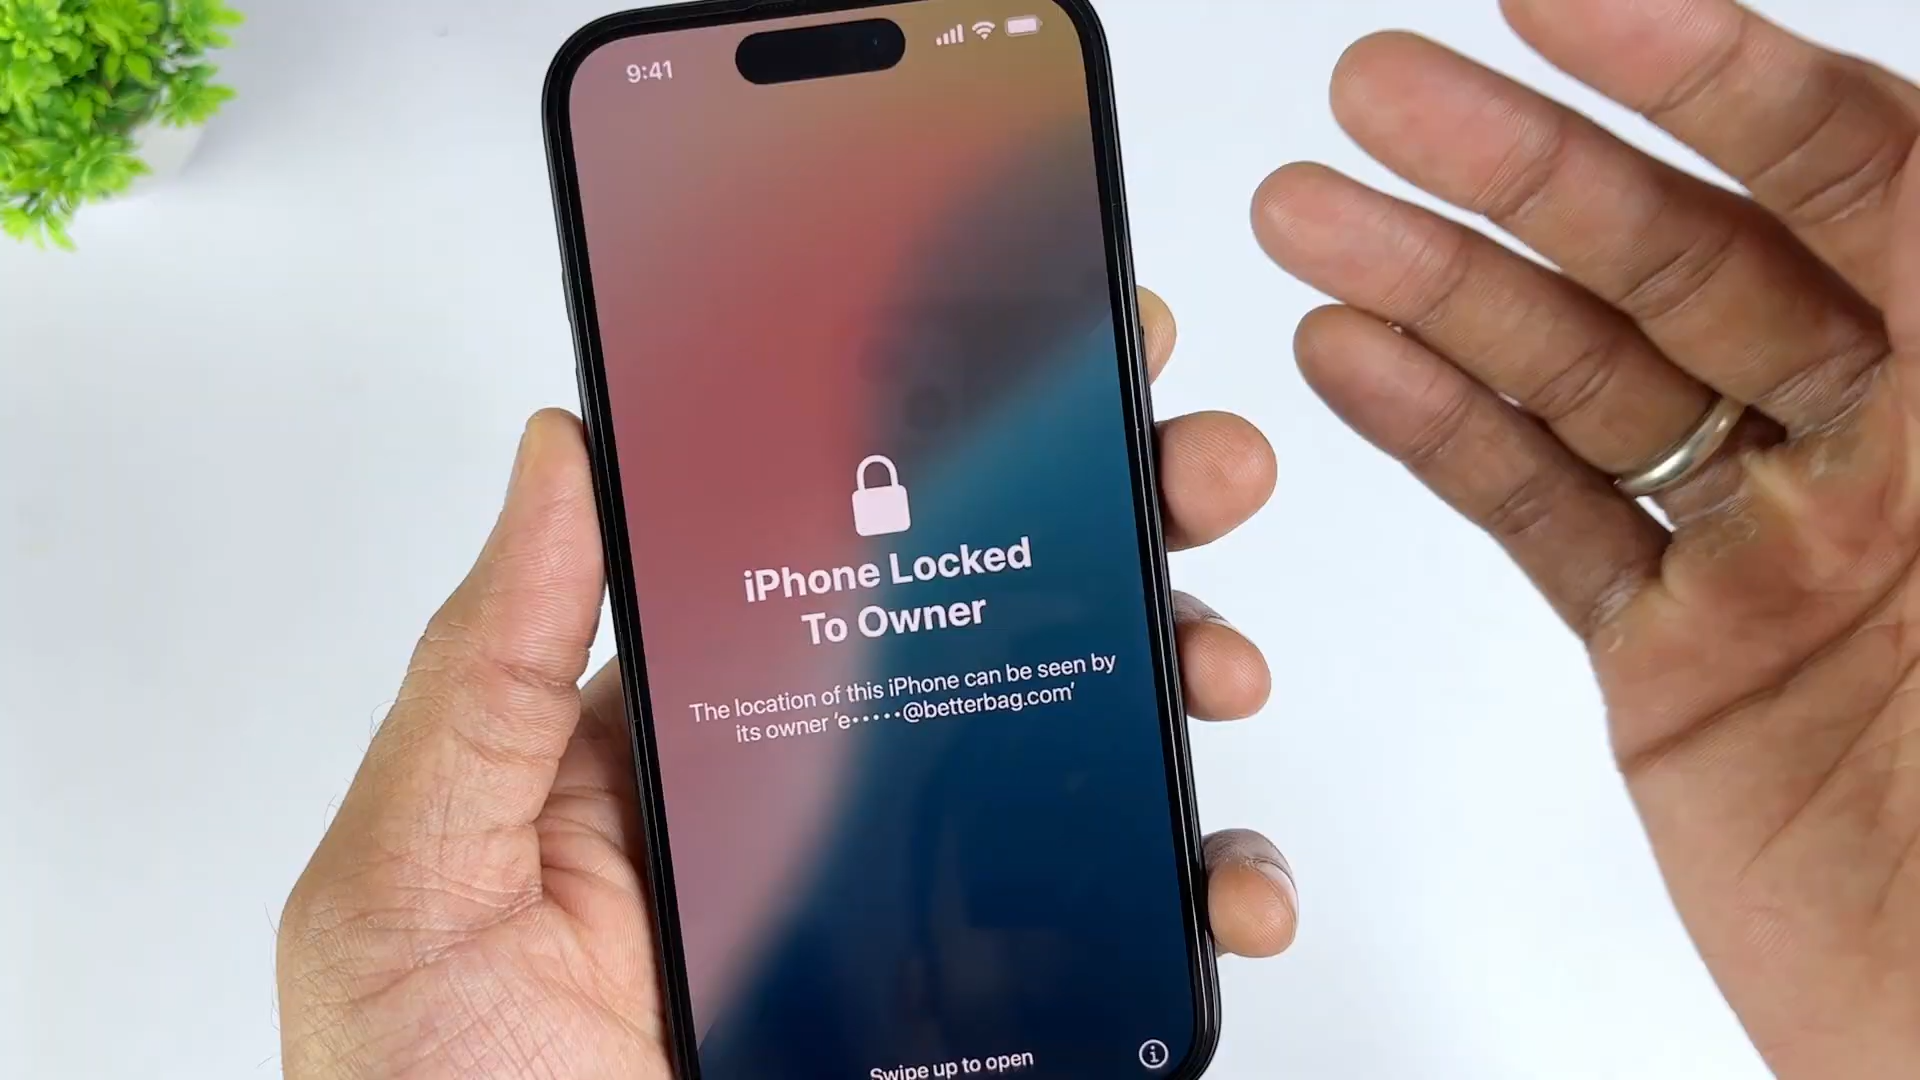 9:41
iPhone Locked
To Owner
The location of this iPhone can be seen by
its owner ‘e•••••@betterbag.com’
Swipe up to open